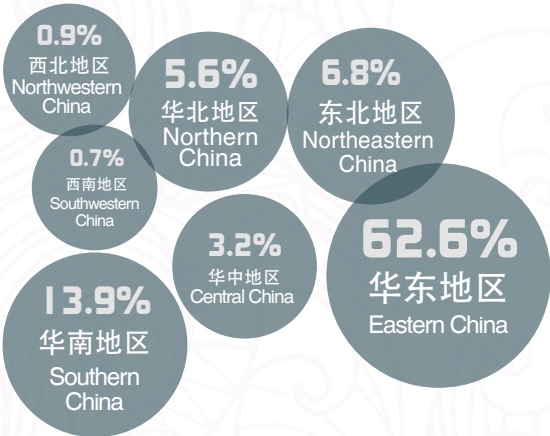 0.9%
西北地区
Northwestern
China
5.6%
华北地区
Northern
China
6.8%
东北地区
Northeastern
China
0.7%
西南地区
Southwestern
China
3.2%
华中地区
Central China
62.6%
华东地区
Eastern China
13.9%
华南地区
Southern
China